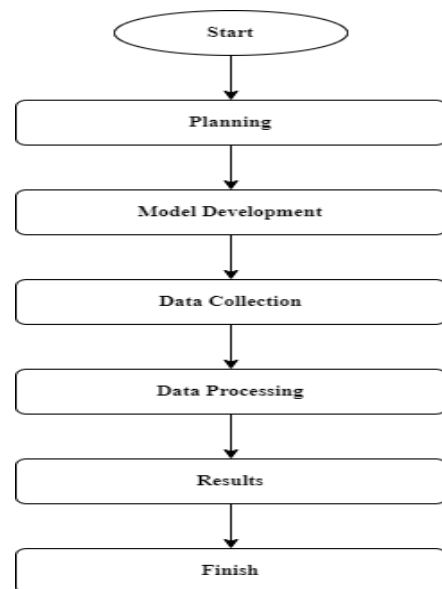 Start
Planning
Model Development
Data Collection
Data Processing
Results
Finish